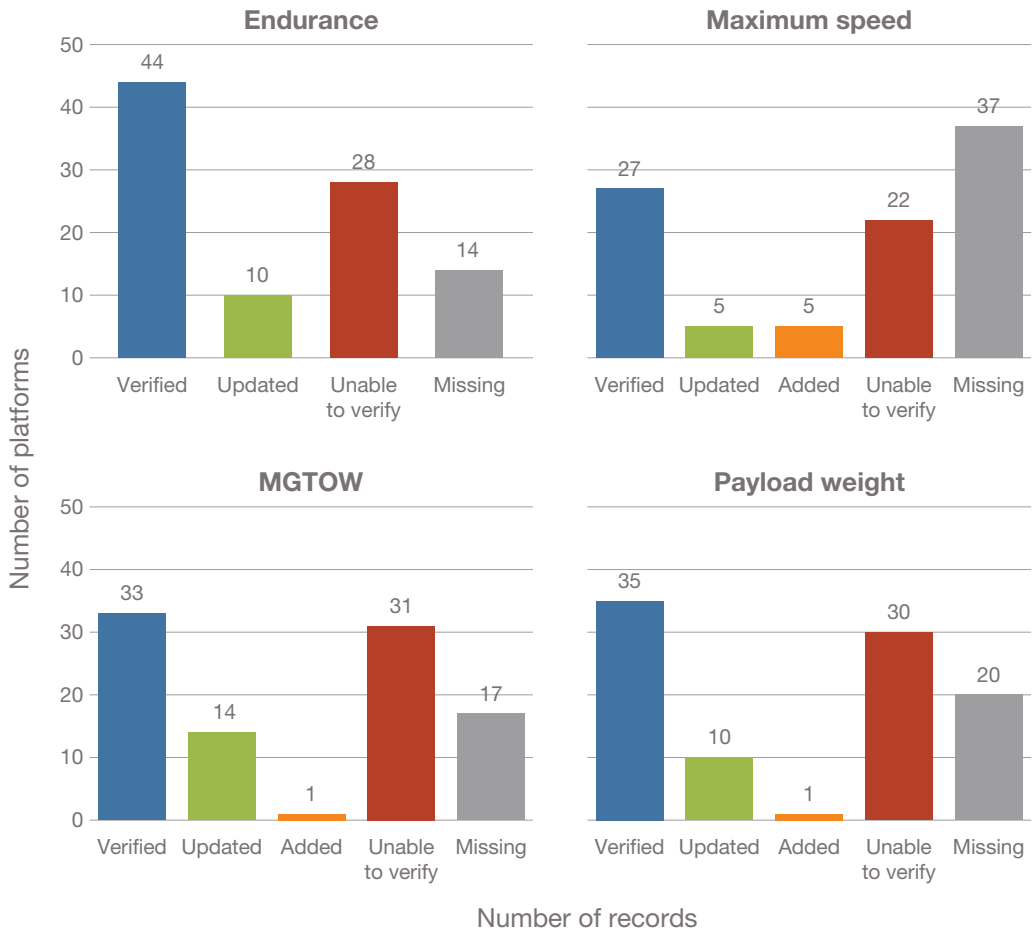 Endurance
50
44
40
30
28
20
14
10
10
0
Verified
Updated
Unable
to verify
Missing
Maximum speed
37
27
22
5
5
Verified
Updated
Added
Unable
to verify
Missing
Number of platforms
MGTOW
50
40
33
31
30
20
17
14
10
1
0
Verified
Updated
Added
Unable
to verify
Missing
Payload weight
35
30
20
10
1
Verified
Updated
Added
Unable
to verify
Missing
Number of records